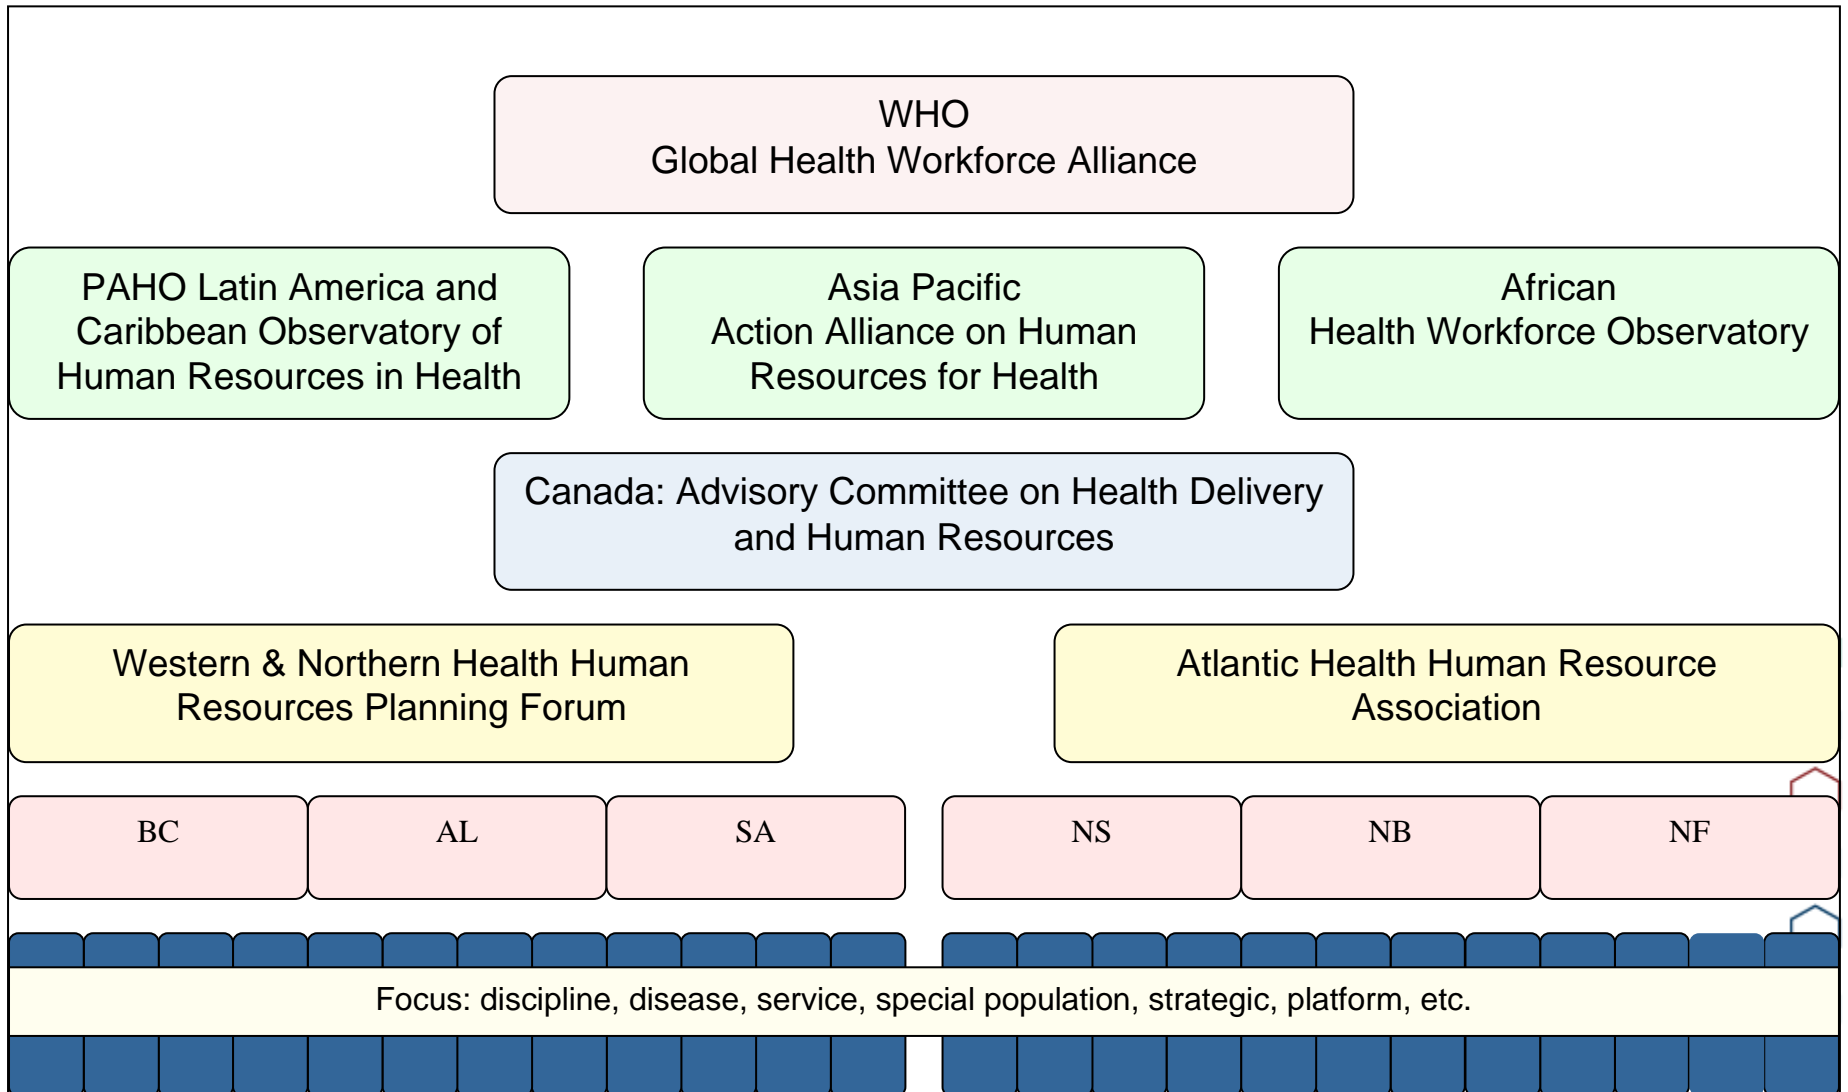 WHO
Global Health Workforce Alliance
PAHO Latin America and
Caribbean Observatory of
Human Resources in Health
Asia Pacific
Action Alliance on Human
Resources for Health
African
Health Workforce Observatory
Canada: Advisory Committee on Health Delivery
and Human Resources
Western & Northern Health Human
Resources Planning Forum
Atlantic Health Human Resource
Association
BC
AL
SA
NS
NB
NF
Focus: discipline, disease, service, special population, strategic, platform, etc.